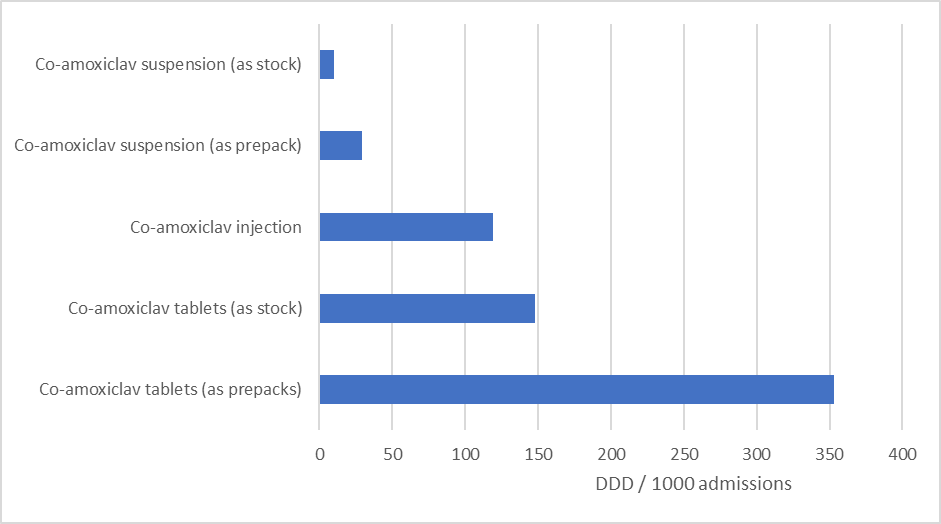 Co-amoxiclav suspension (as stock)
Co-amoxiclav suspension (as prepack)
Co-amoxiclav injection
Co-amoxiclav tablets (as stock)
Co-amoxiclav tablets (as prepacks)
0 50 100 150 200 250 300 350 400
DDD / 1000 admissions